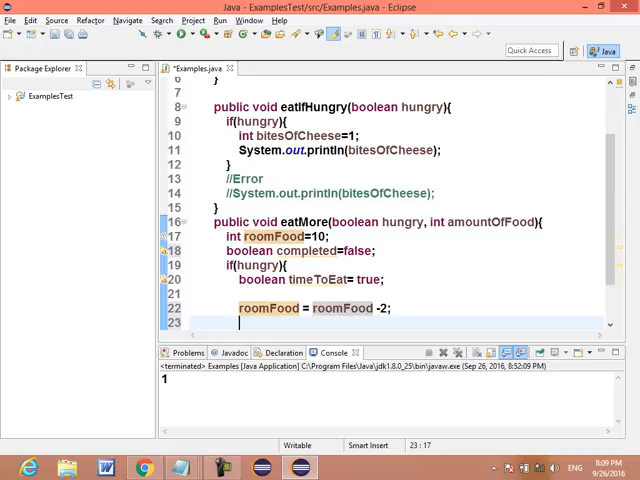 Java - ExamplesTest/src/Examples.java - Eclipse
File Edit Source Refactor Navigate Search Project Run Window Help
Quick Access
Java
Package Explorer
*Examples.java
ExamplesTest
6 }
7
8 public void eatIfHungry(boolean hungry){
9 if(hungry){
10 int bitesOfCheese=1;
11 System.out.println(bitesOfCheese);
12 }
13 //Error
14 //System.out.println(bitesOfCheese);
15 }
16 public void eatMore(boolean hungry, int amountOfFood){
17 int roomFood=10;
18 boolean completed=false;
19 if(hungry){
20 boolean timeToEat= true;
21
22 roomFood = roomFood -2;
23
Problems Javadoc Declaration Console
<terminated> Examples [Java Application] C:\Program Files\Java\jdk1.8.0_25\bin\javaw.exe (Sep 26, 2016, 8:52:09 PM)
1
Writable Smart Insert 23 : 17
ENG
8:09 PM
9/26/2016